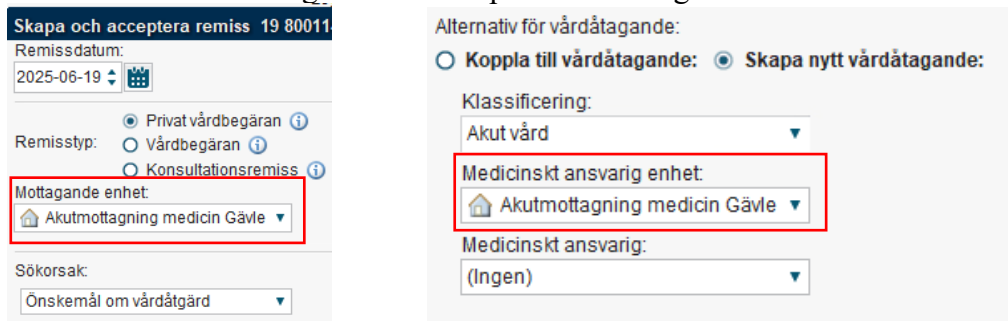 Skapa och acceptera remiss 19 80011
Remissdatum:
2025-06-19
Remisstyp:
Privat vårdbegäran
Vårdbegäran
Konsultationsremiss
Mottagande enhet:
Akutmottagning medicin Gävle
Sökorsak:
Önskemål om vårdåtgärd
Alternativ för vårdåtagande:
Koppla till vårdåtagande: Skapa nytt vårdåtagande:
Klassificering:
Akut vård
Medicinskt ansvarig enhet:
Akutmottagning medicin Gävle
Medicinskt ansvarig:
(Ingen)